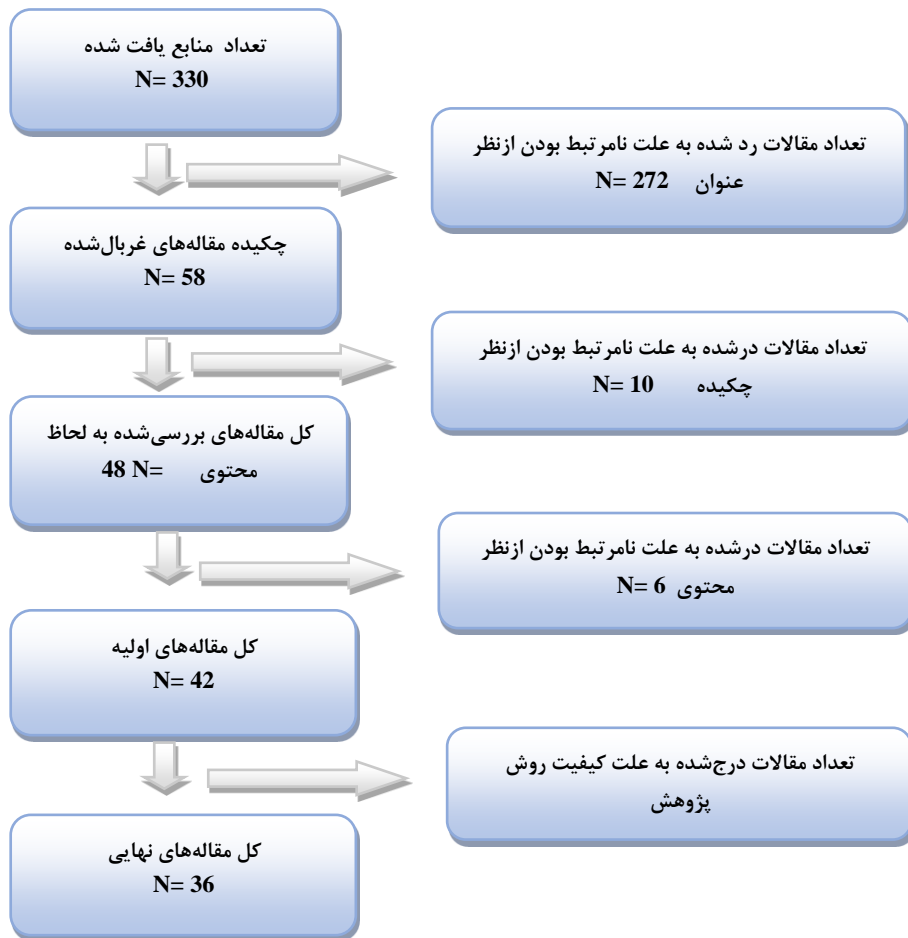 تعداد منابع یافت شده
N= 330
تعداد مقالات رد شده به علت نامرتبط بودن ازنظر
عنوان N= 272
چکیده مقاله‌های غربال‌شده
N= 58
تعداد مقالات درشده به علت نامرتبط بودن ازنظر
چکیده N= 10
کل مقاله‌های بررسی‌شده به لحاظ
محتوی 48 N=
تعداد مقالات درشده به علت نامرتبط بودن ازنظر
محتوی N= 6
کل مقاله‌های اولیه
N= 42
تعداد مقالات درج‌شده به علت کیفیت روش
پژوهش
کل مقاله‌های نهایی
N= 36